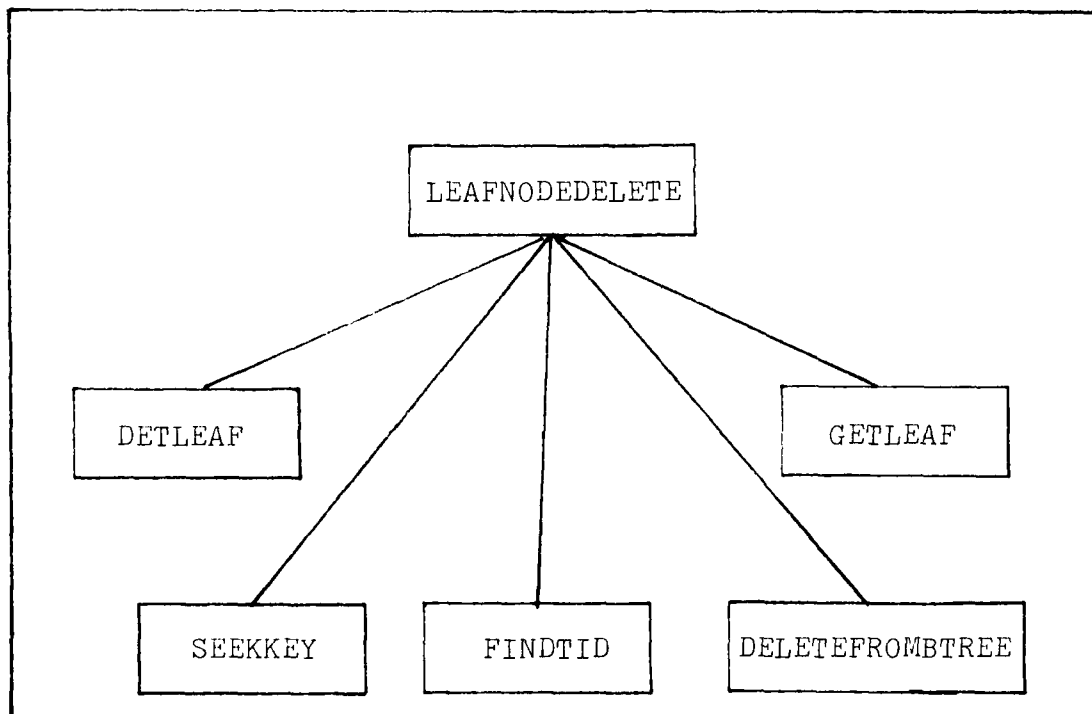 LEAFNODEDELETE
DETLEAF
GETLEAF
SEEKKEY
FINDTID
DELETEFROMBTREE